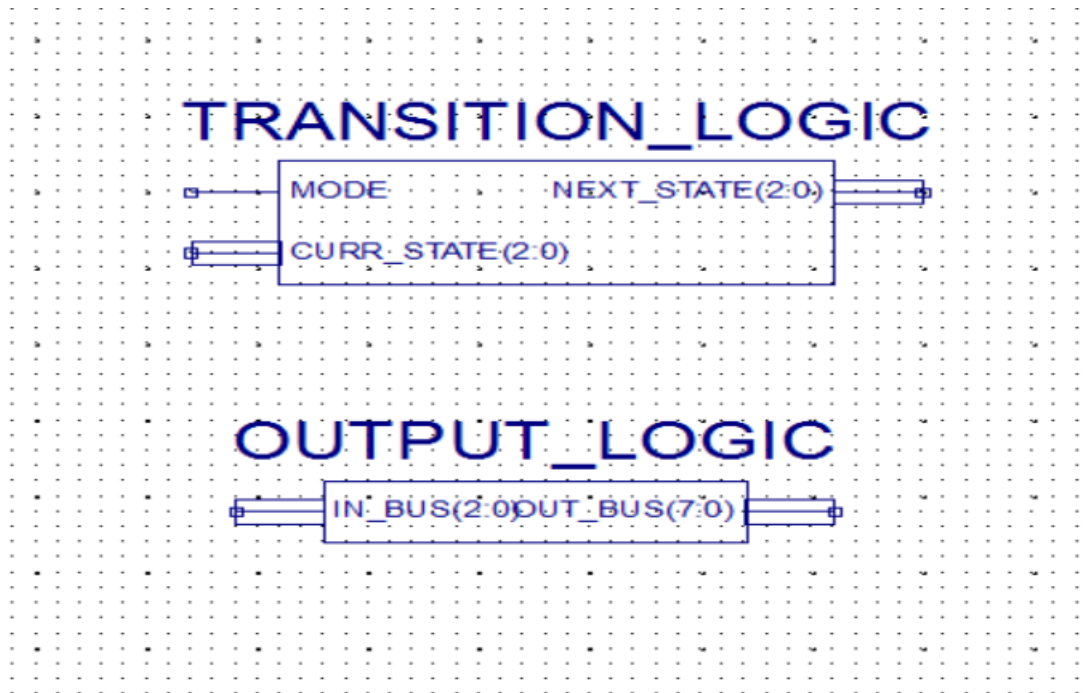 TRANSITION_LOGIC
MODE NEXT_STATE(2:0)
CURR_STATE(2:0)
OUTPUT_LOGIC
IN_BUS(2:0) OUT_BUS(7:0)